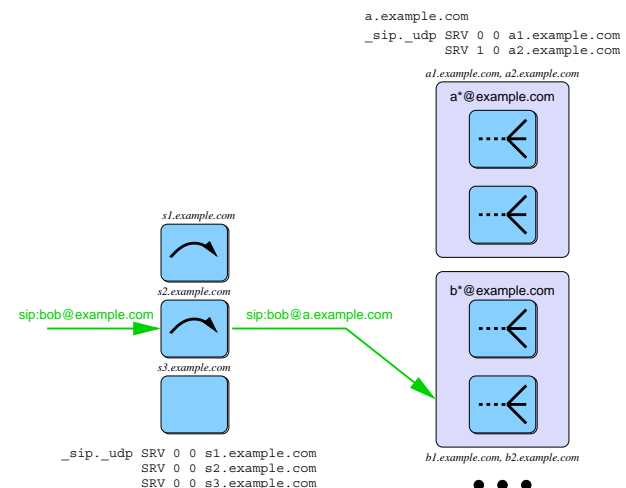 a.example.com
_sip._udp SRV 0 0 a1.example.com
SRV 1 0 a2.example.com
a1.example.com, a2.example.com
a*@example.com
s1.example.com
s2.example.com
sip:bob@example.com
sip:bob@a.example.com
b*@example.com
s3.example.com
_sip._udp SRV 0 0 s1.example.com
SRV 0 0 s2.example.com
SRV 0 0 s3.example.com
b1.example.com, b2.example.com